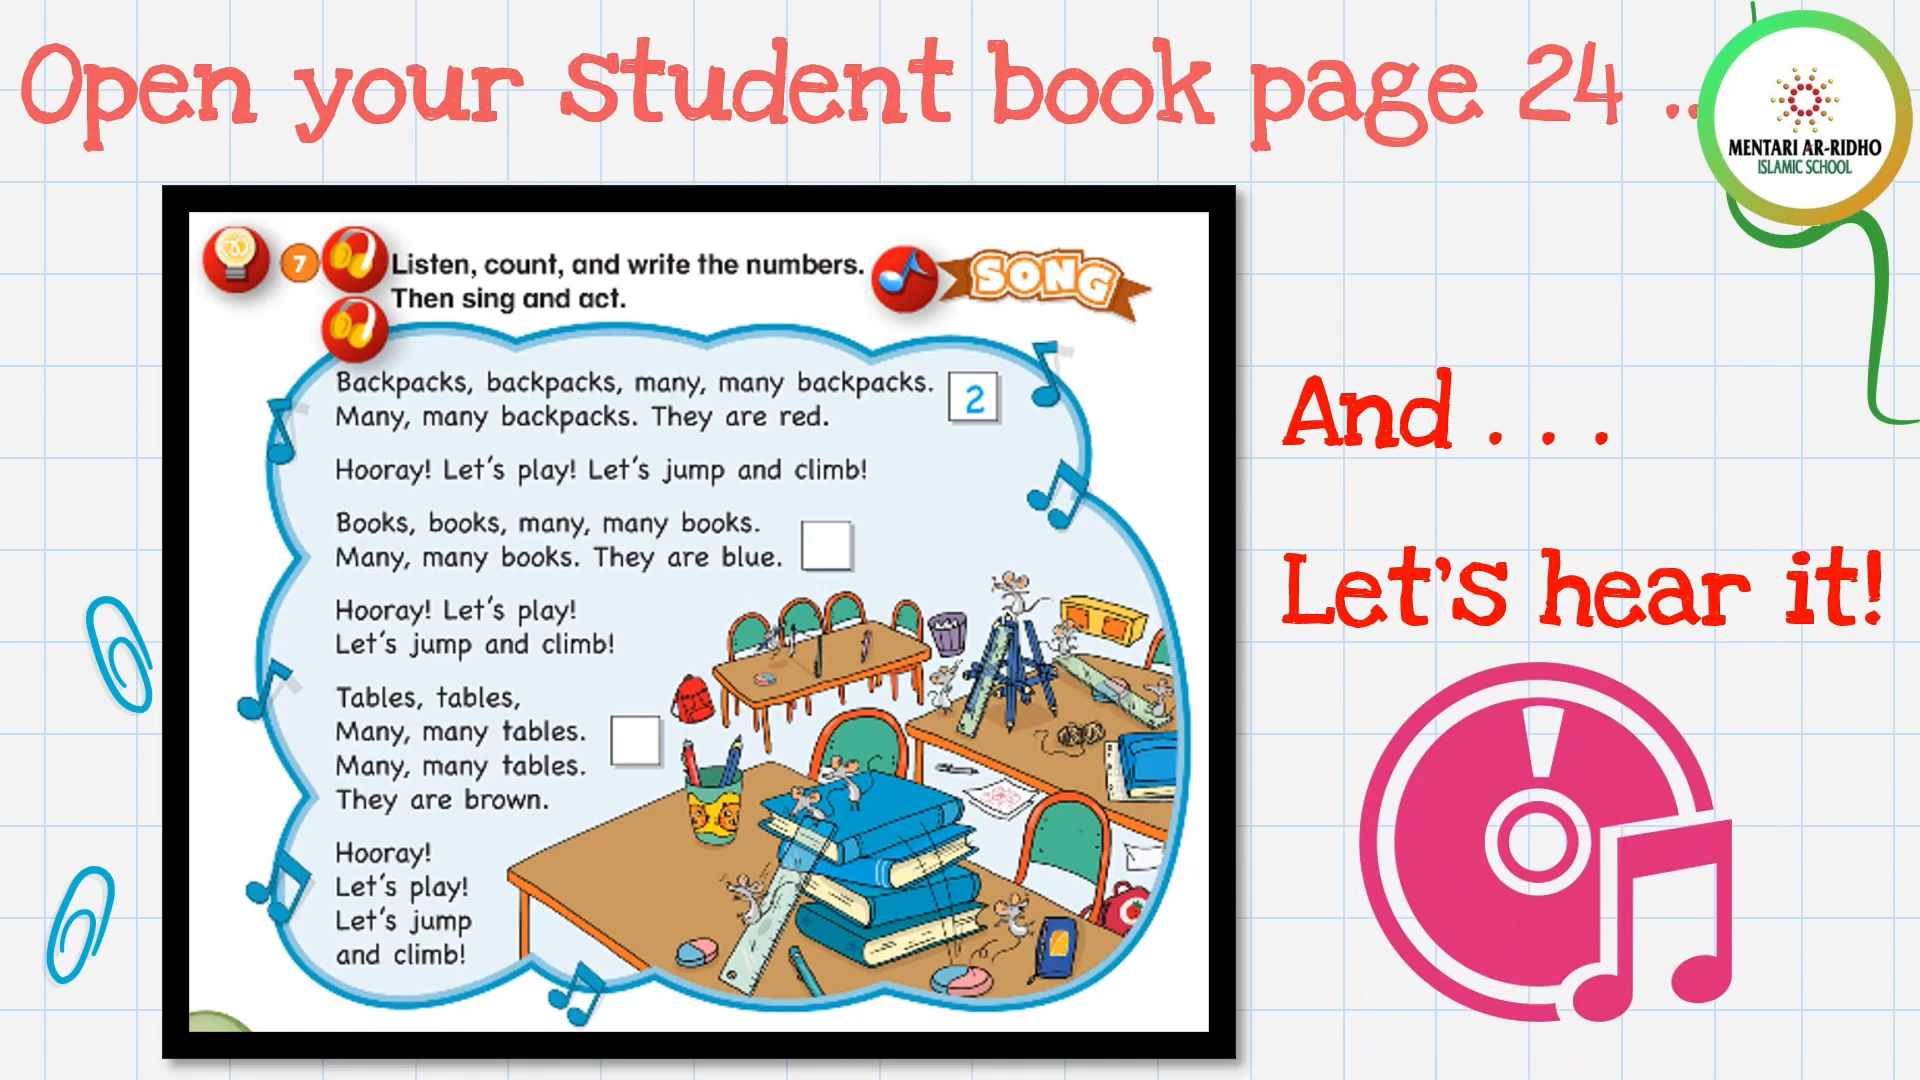 Open your student book page 24 ..
MENTARI AR-RIDHO
ISLAMIC SCHOOL
7
Listen, count, and write the numbers.
Then sing and act.
SONG
Backpacks, backpacks, many, many backpacks.
Many, many backpacks. They are red.
2
Hooray! Let's play! Let's jump and climb!
Books, books, many, many books.
Many, many books. They are blue.
Hooray! Let's play!
Let's jump and climb!
Tables, tables,
Many, many tables.
Many, many tables.
They are brown.
Hooray!
Let's play!
Let's jump
and climb!
And . . .
Let's hear it!